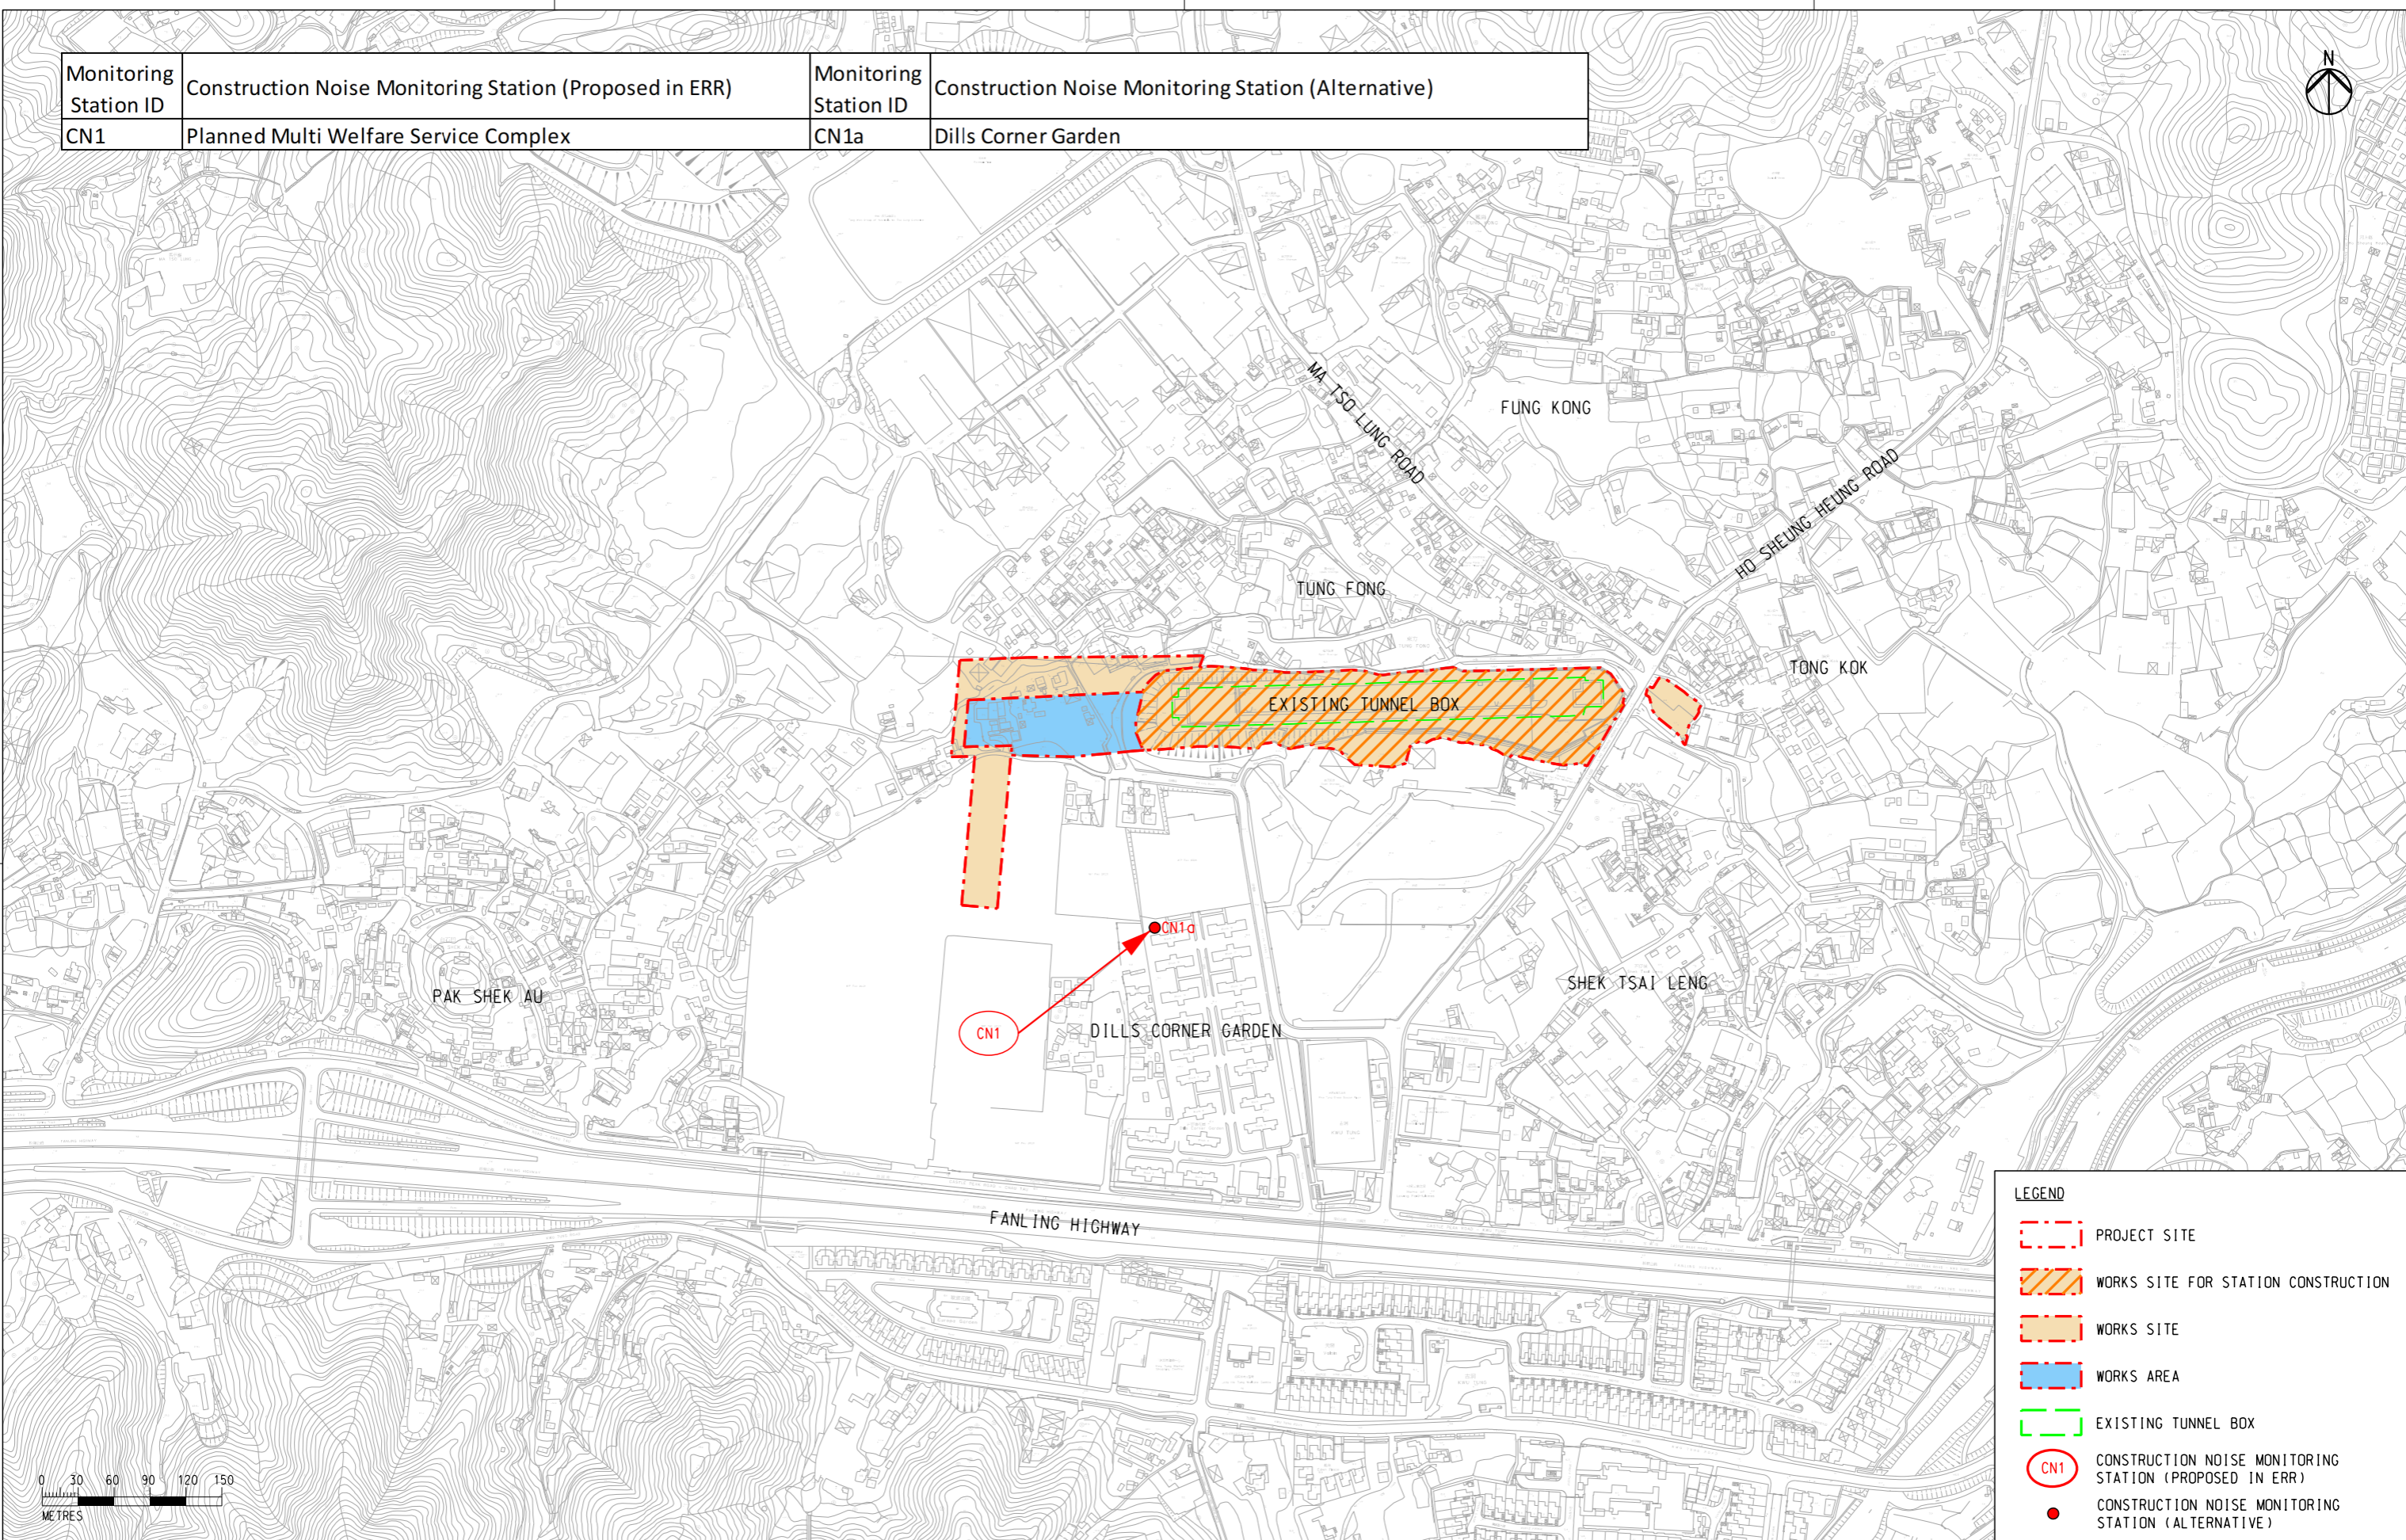 Monitoring Station ID
Construction Noise Monitoring Station (Proposed in ERR)
Monitoring Station ID
Construction Noise Monitoring Station (Alternative)
CN1
Planned Multi Welfare Service Complex
CN1a
Dills Corner Garden
N
MA TSO LUNG ROAD
FUNG KONG
HO SHEUNG HEUNG ROAD
TUNG FONG
TONG KOK
EXISTING TUNNEL BOX
CN1a
PAK SHEK AU
SHEK TSAI LENG
CN1
DILLS CORNER GARDEN
FANLING HIGHWAY
LEGEND
PROJECT SITE
WORKS SITE FOR STATION CONSTRUCTION
WORKS SITE
WORKS AREA
EXISTING TUNNEL BOX
CN1
CONSTRUCTION NOISE MONITORING
STATION (PROPOSED IN ERR)
CONSTRUCTION NOISE MONITORING
STATION (ALTERNATIVE)
0 30 60 90 120 150
METRES